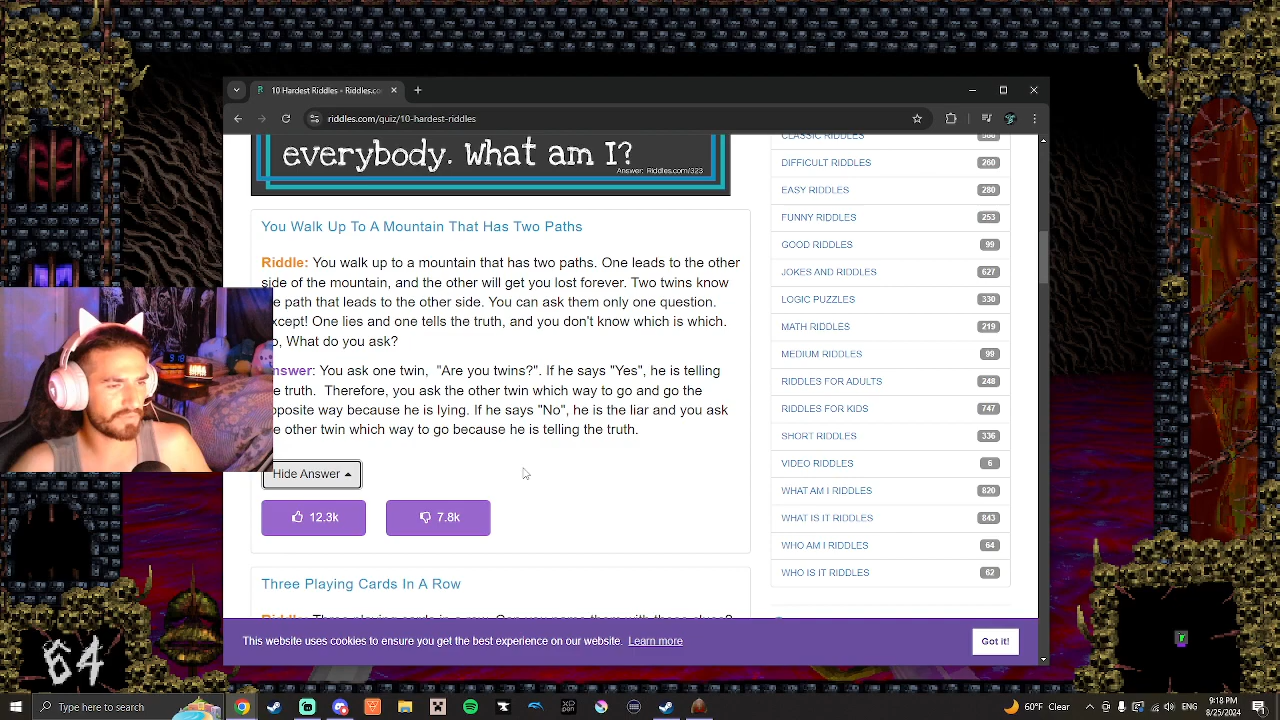 10 Hardest Riddles - Riddles.co
riddles.com/quiz/10-hardest-riddles
everybody. What am I?
Answer: Riddles.com/323
You Walk Up To A Mountain That Has Two Paths
Riddle: You walk up to a mountain that has two paths. One leads to the other
side of the mountain, and the other will get you lost forever. Two twins know
path that leads to the other side. You can ask them only one question.
One lies and one tells the truth, and you don't know which is which.
What do you ask?
You ask one twin, "Are you twins?". If he says "Yes", he is telling
truth. Therefore, you ask the other twin which way to go and go the
way because he is lying. If he says "No", he is the liar and you ask
other twin which way to go because he is telling the truth.
Hide Answer
12.3k
7.8k
Three Playing Cards In A Row
CLASSIC RIDDLES
DIFFICULT RIDDLES 260
EASY RIDDLES 280
FUNNY RIDDLES 253
GOOD RIDDLES 99
JOKES AND RIDDLES 627
LOGIC PUZZLES 330
MATH RIDDLES 219
MEDIUM RIDDLES 99
RIDDLES FOR ADULTS 248
RIDDLES FOR KIDS 747
SHORT RIDDLES 336
VIDEO RIDDLES 6
WHAT AM I RIDDLES 820
WHAT IS IT RIDDLES 843
WHO AM I RIDDLES 64
WHO IS IT RIDDLES 62
This website uses cookies to ensure you get the best experience on our website. Learn more
Got it!
918
64
Type here to search
60°F Clear
9:18 PM
8/25/2024